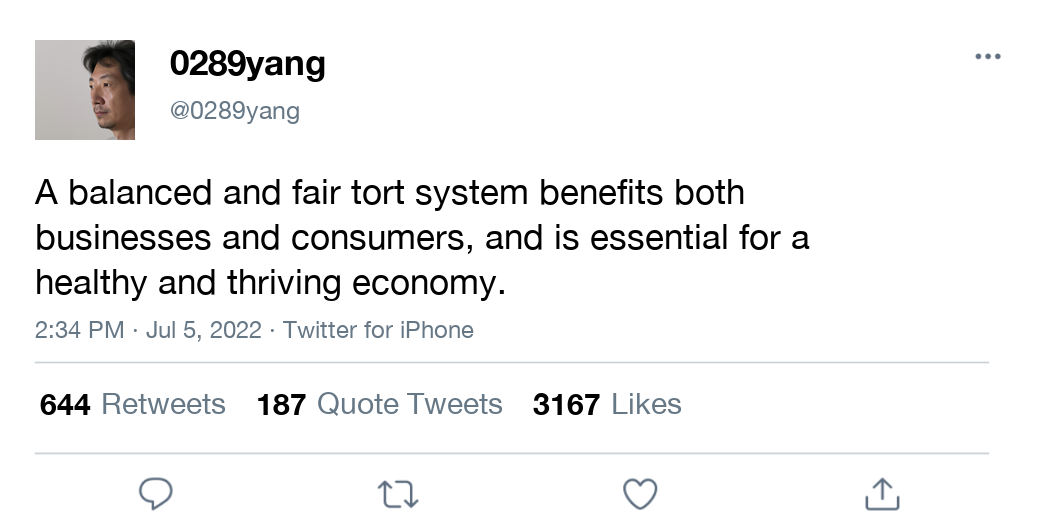 0289yang
@0289yang
A balanced and fair tort system benefits both
businesses and consumers, and is essential for a
healthy and thriving economy.
2:34 PM · Jul 5, 2022 · Twitter for iPhone
644 Retweets 187 Quote Tweets 3167 Likes